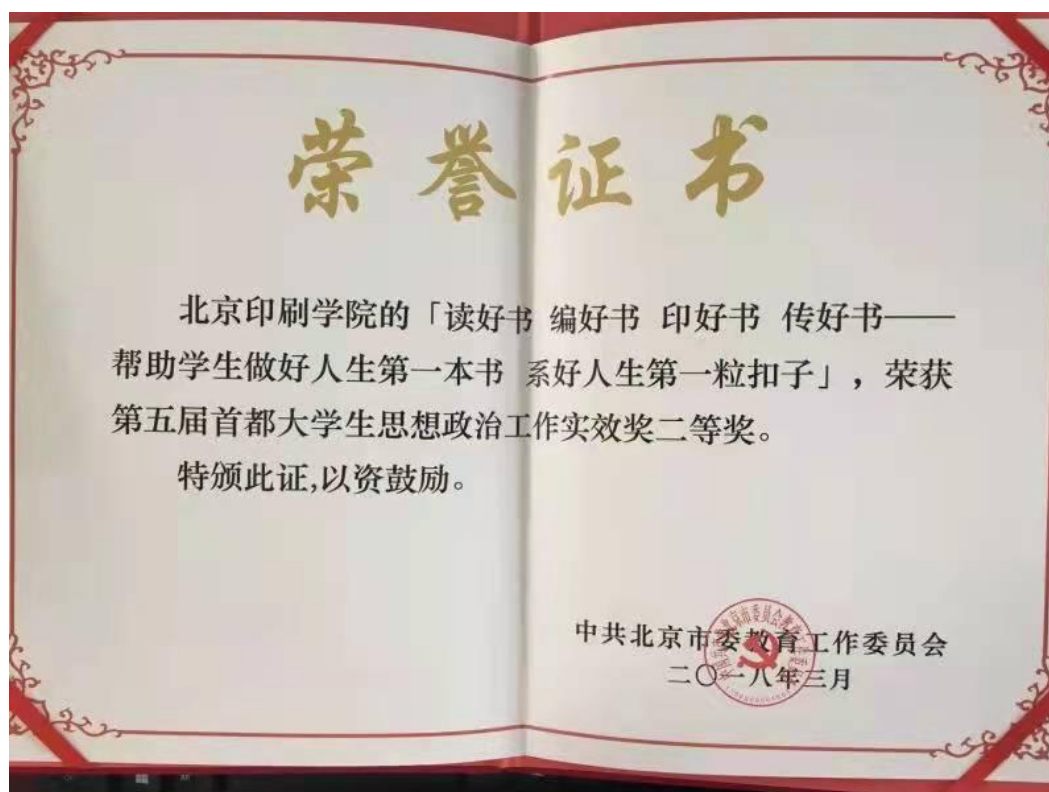 荣誉证书
北京印刷学院的「读好书 编好书 印好书 传好书——
帮助学生做好人生第一本书 系好人生第一粒扣子」，荣获
第五届首都大学生思想政治工作实效奖二等奖。
特颁此证,以资鼓励。
中共北京市委教育工作委员会
二〇一八年三月